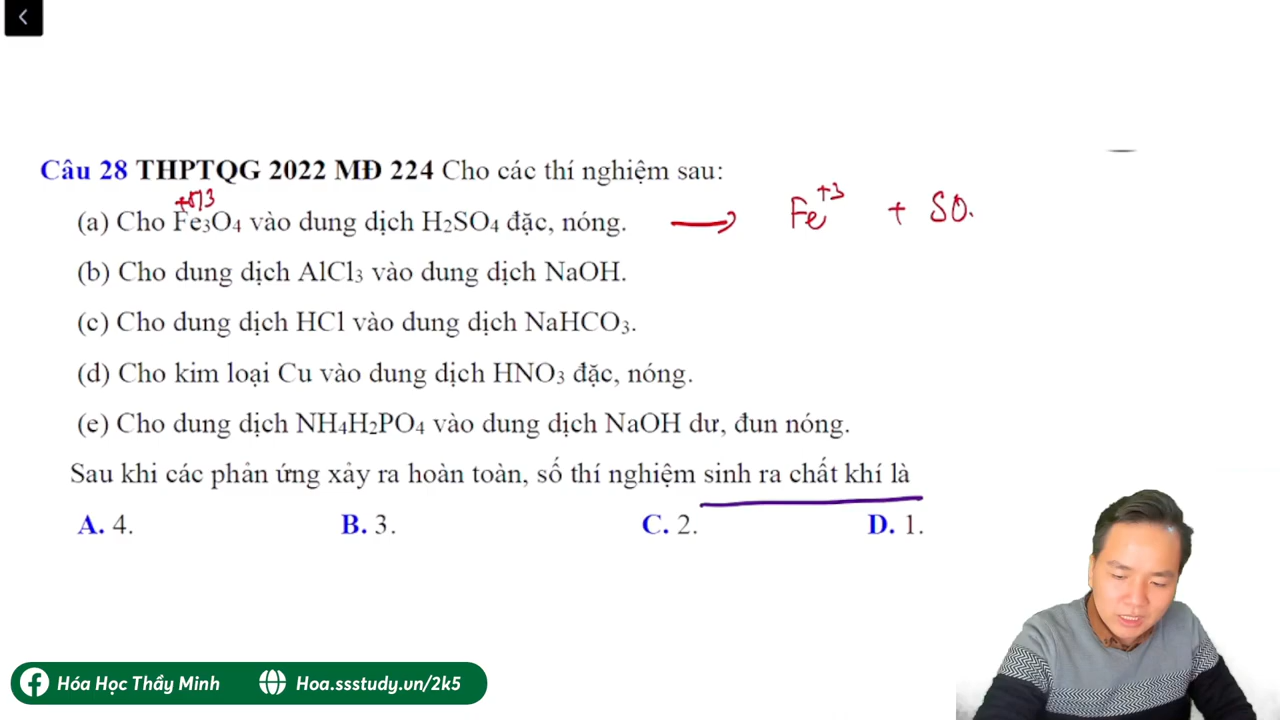 Câu 28 THPTQG 2022 MĐ 224 Cho các thí nghiệm sau:
+8/3
(a) Cho Fe₃O₄ vào dung dịch H₂SO₄ đặc, nóng. → Fe⁺³ + SO.
(b) Cho dung dịch AlCl₃ vào dung dịch NaOH.
(c) Cho dung dịch HCl vào dung dịch NaHCO₃.
(d) Cho kim loại Cu vào dung dịch HNO₃ đặc, nóng.
(e) Cho dung dịch NH₄H₂PO₄ vào dung dịch NaOH dư, đun nóng.
Sau khi các phản ứng xảy ra hoàn toàn, số thí nghiệm sinh ra chất khí là
A. 4. B. 3. C. 2. D. 1.
Hóa Học Thầy Minh Hoa.ssstudy.vn/2k5